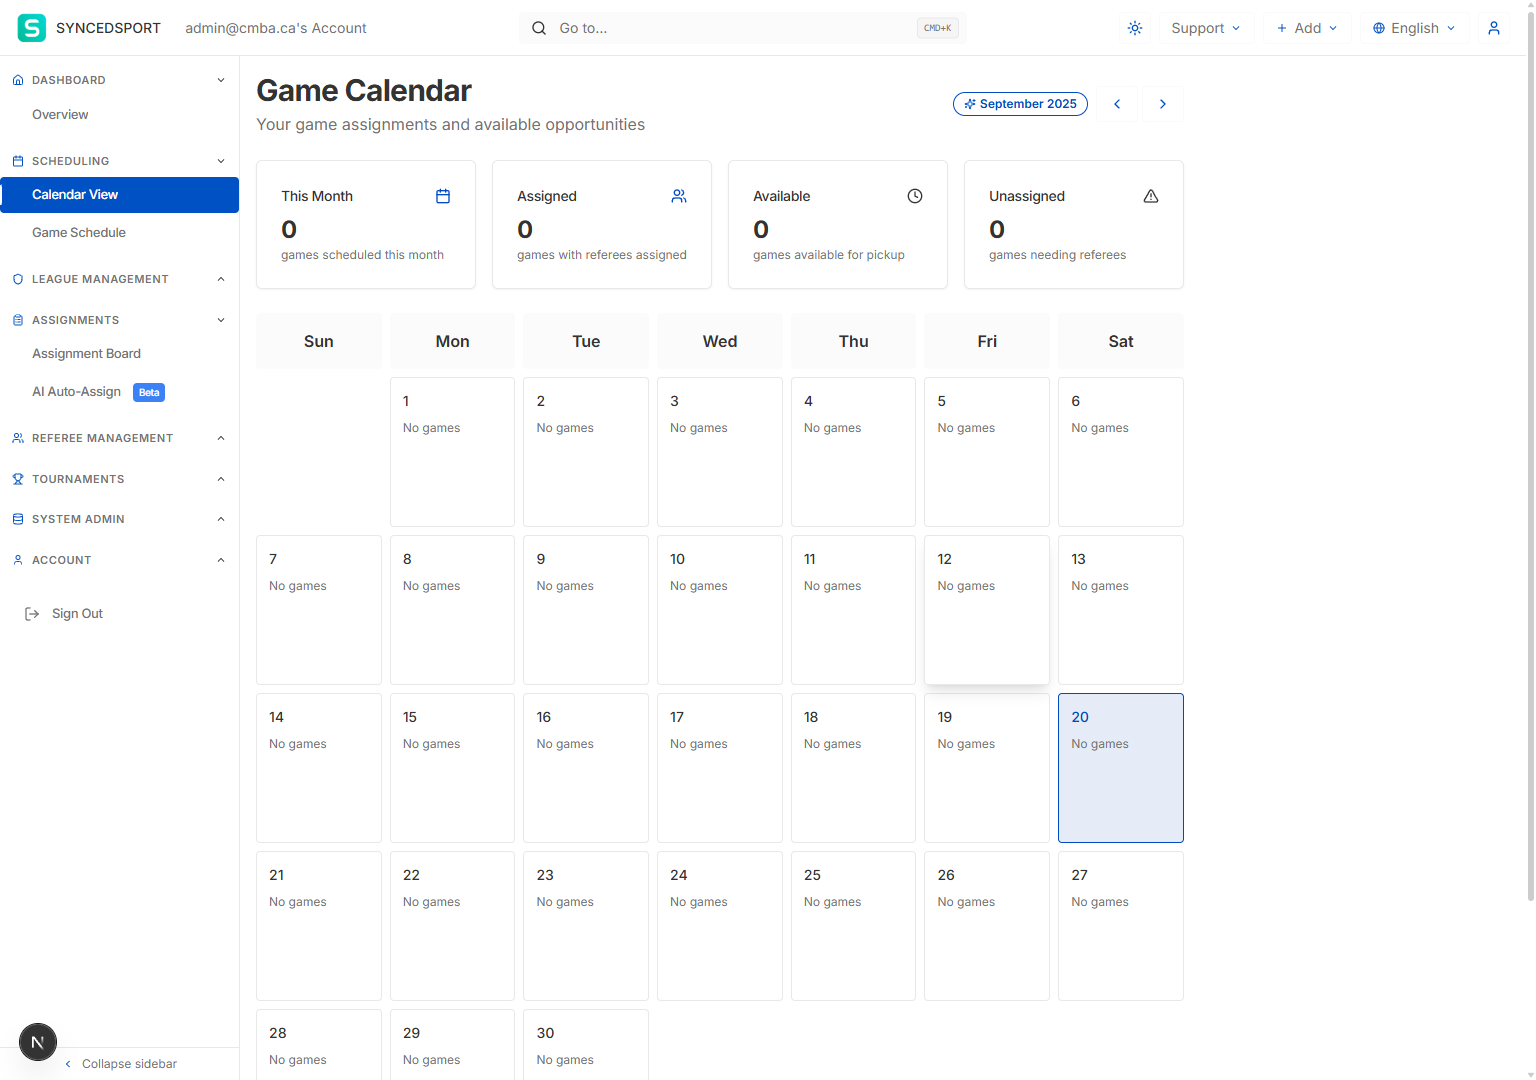 SYNCEDSPORT
admin@cmba.ca's Account
Go to...
CMD+K
Support
Add
English
DASHBOARD
Overview
SCHEDULING
Calendar View
Game Schedule
LEAGUE MANAGEMENT
ASSIGNMENTS
Assignment Board
AI Auto-Assign Beta
REFEREE MANAGEMENT
TOURNAMENTS
SYSTEM ADMIN
ACCOUNT
Sign Out
N
Collapse sidebar
Game Calendar
Your game assignments and available opportunities
September 2025
This Month
0
games scheduled this month
Assigned
0
games with referees assigned
Available
0
games available for pickup
Unassigned
0
games needing referees
Sun Mon Tue Wed Thu Fri Sat
1 2 3 4 5 6
No games No games No games No games No games No games
7 8 9 10 11 12 13
No games No games No games No games No games No games No games
14 15 16 17 18 19 20
No games No games No games No games No games No games No games
21 22 23 24 25 26 27
No games No games No games No games No games No games No games
28 29 30
No games No games No games